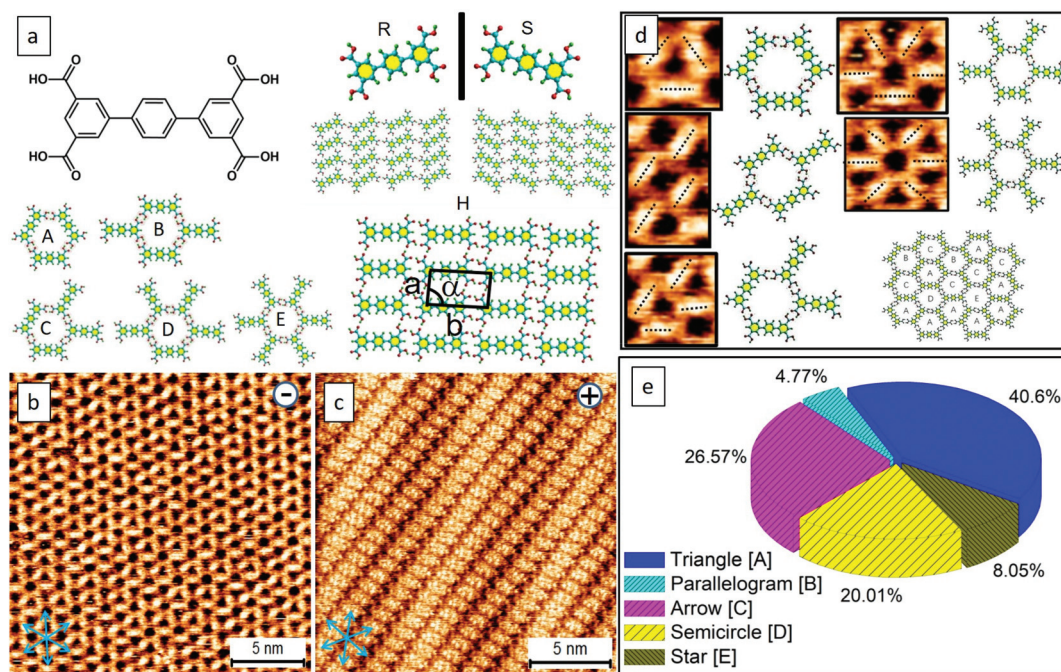 a
HO
O
O
OH
HO
O
O
OH
R
S
A
B
C
D
E
H
a
α
b
b
-
5 nm
c
+
5 nm
d
A
C
A
B
B
C
A
C
C
C
A
D
E
A
A
A
A
e
4.77%
40.6%
26.57%
8.05%
20.01%
Triangle [A]
Parallelogram [B]
Arrow [C]
Semicircle [D]
Star [E]